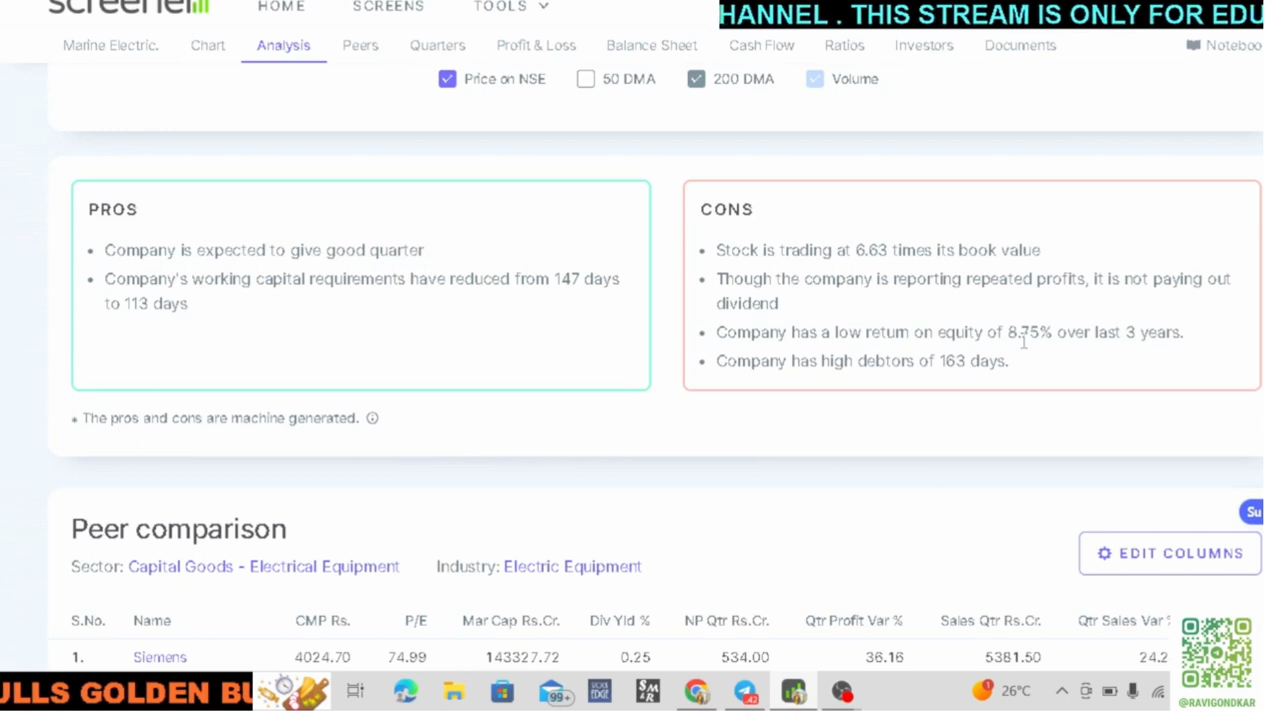 screener
HOME SCREENS TOOLS
HANNEL . THIS STREAM IS ONLY FOR EDU
Marine Electric. Chart Analysis Peers Quarters Profit & Loss Balance Sheet Cash Flow Ratios Investors Documents Noteboo
Price on NSE 50 DMA 200 DMA Volume
PROS
• Company is expected to give good quarter
• Company's working capital requirements have reduced from 147 days
to 113 days
CONS
• Stock is trading at 6.63 times its book value
• Though the company is reporting repeated profits, it is not paying out
dividend
• Company has a low return on equity of 8.75% over last 3 years.
• Company has high debtors of 163 days.
* The pros and cons are machine generated.
Peer comparison
Su
EDIT COLUMNS
Sector: Capital Goods - Electrical Equipment Industry: Electric Equipment
S.No. Name CMP Rs. P/E Mar Cap Rs.Cr. Div Yld % NP Qtr Rs.Cr. Qtr Profit Var % Sales Qtr Rs.Cr. Qtr Sales Var %
1. Siemens 4024.70 74.99 143327.72 0.25 534.00 36.16 5381.50 24.2
ULLS GOLDEN BU
99+
26°C
@RAVIGONDKAR